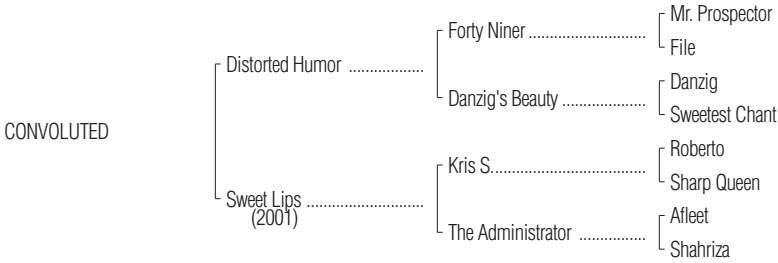 Mr. Prospector
Forty Niner ............................
File
Distorted Humor ..................
Danzig
Danzig's Beauty ....................
Sweetest Chant
CONVOLUTED
Roberto
Kris S. ....................................
Sharp Queen
Sweet Lips ............................
(2001)
Afleet
The Administrator ................
Shahriza